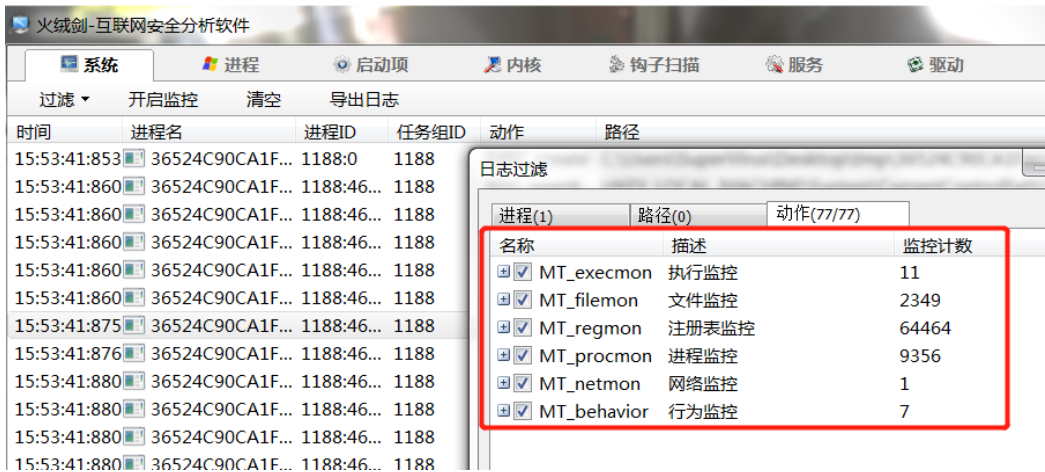 火绒剑-互联网安全分析软件
系统 进程 启动项 内核 钩子扫描 服务 驱动
过滤 开启监控 清空 导出日志
时间 进程名 进程ID 任务组ID 动作 路径
15:53:41:853 36524C90CA1F... 1188:0 1188
15:53:41:860 36524C90CA1F... 1188:46... 1188
15:53:41:860 36524C90CA1F... 1188:46... 1188
15:53:41:860 36524C90CA1F... 1188:46... 1188
15:53:41:860 36524C90CA1F... 1188:46... 1188
15:53:41:860 36524C90CA1F... 1188:46... 1188
15:53:41:875 36524C90CA1F... 1188:46... 1188
15:53:41:876 36524C90CA1F... 1188:46... 1188
15:53:41:880 36524C90CA1F... 1188:46... 1188
15:53:41:880 36524C90CA1F... 1188:46... 1188
15:53:41:880 36524C90CA1F... 1188:46... 1188
15:53:41:880 36524C90CA1F... 1188:46... 1188
日志过滤
进程(1) 路径(0) 动作(77/77)
名称 描述 监控计数
MT_execmon 执行监控 11
MT_filemon 文件监控 2349
MT_regmon 注册表监控 64464
MT_procmon 进程监控 9356
MT_netmon 网络监控 1
MT_behavior 行为监控 7